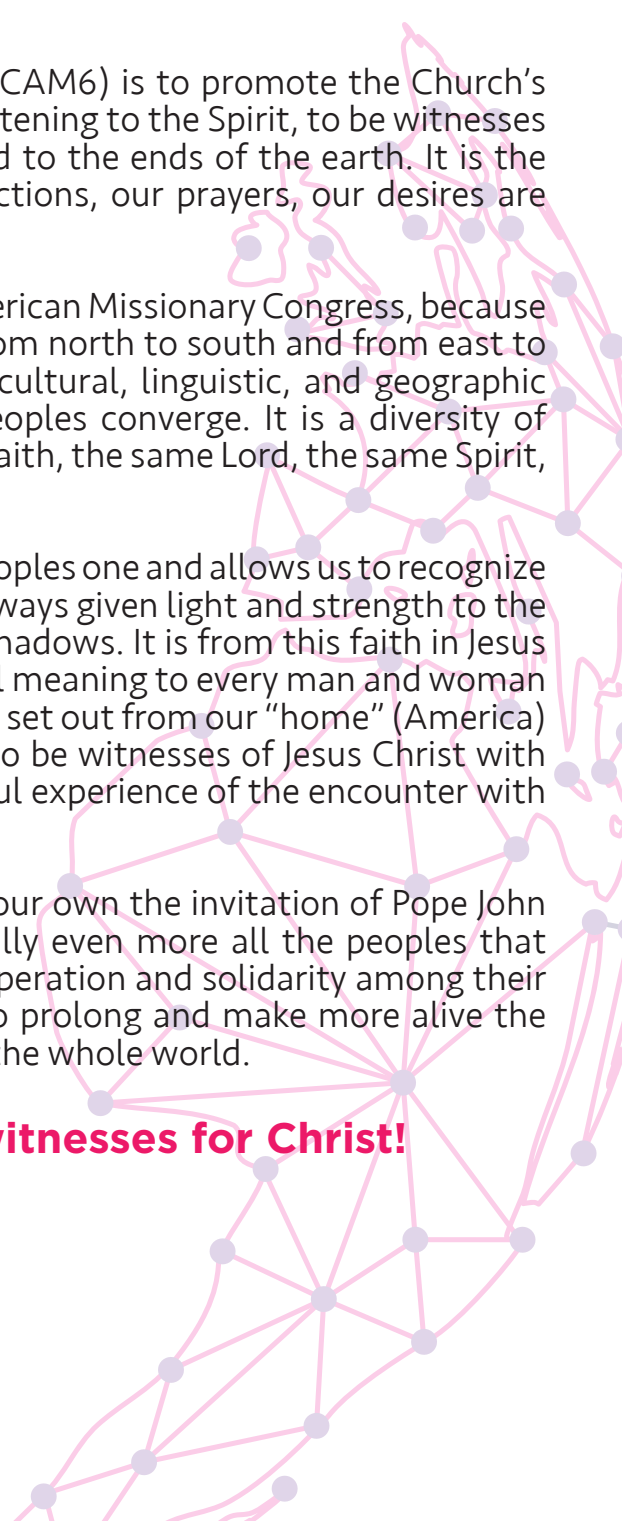 CAM6) is to promote the Church's
tening to the Spirit, to be witnesses
d to the ends of the earth. It is the
ctions, our prayers, our desires are
erican Missionary Congress, because
om north to south and from east to
cultural, linguistic, and geographic
eoples converge. It is a diversity of
aith, the same Lord, the same Spirit,
oples one and allows us to recognize
ways given light and strength to the
hadows. It is from this faith in Jesus
l meaning to every man and woman
set out from our “home” (America)
o be witnesses of Jesus Christ with
ul experience of the encounter with
our own the invitation of Pope John
lly even more all the peoples that
peration and solidarity among their
o prolong and make more alive the
the whole world.
witnesses for Christ!